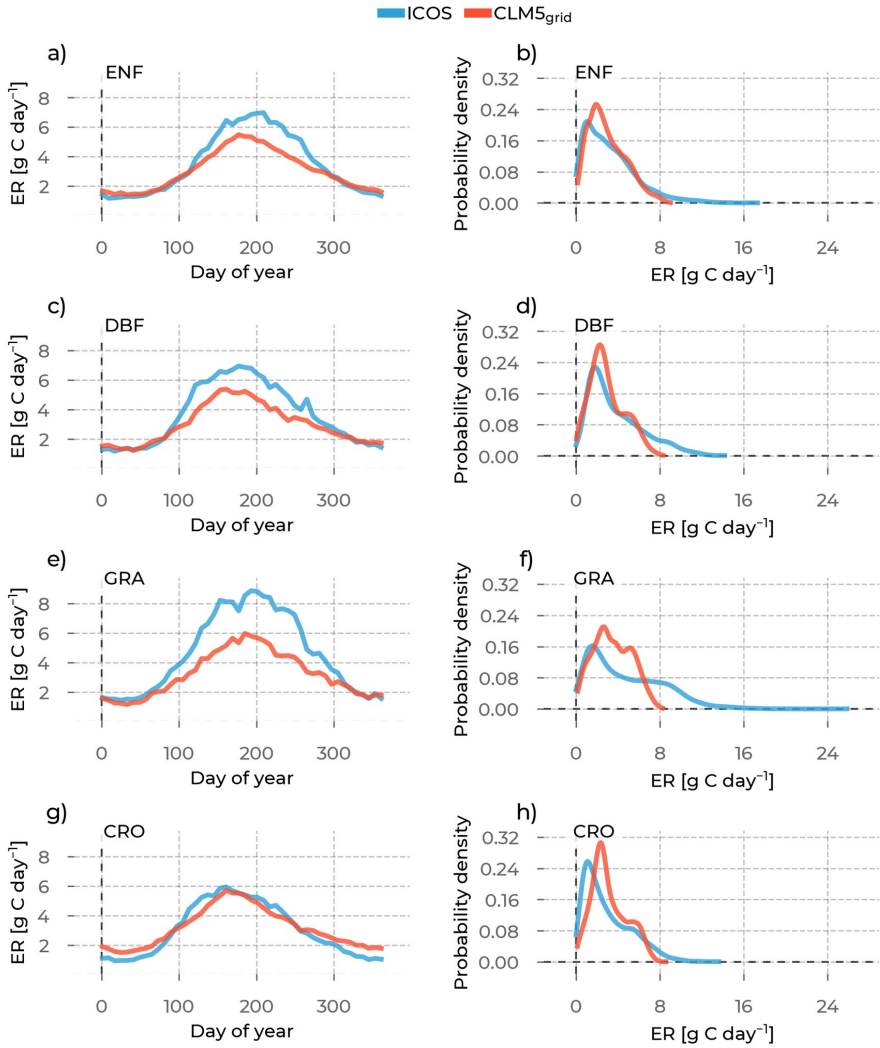 ICOS CLM5grid
a) ENF
ER [g C day⁻¹]
8
6
4
2
0 100 200 300
Day of year
b) ENF
Probability density
0.32
0.24
0.16
0.08
0.00
0 8 16 24
ER [g C day⁻¹]
c) DBF
ER [g C day⁻¹]
8
6
4
2
0 100 200 300
Day of year
d) DBF
Probability density
0.32
0.24
0.16
0.08
0.00
0 8 16 24
ER [g C day⁻¹]
e) GRA
ER [g C day⁻¹]
8
6
4
2
0 100 200 300
Day of year
f) GRA
Probability density
0.32
0.24
0.16
0.08
0.00
0 8 16 24
ER [g C day⁻¹]
g) CRO
ER [g C day⁻¹]
8
6
4
2
0 100 200 300
Day of year
h) CRO
Probability density
0.32
0.24
0.16
0.08
0.00
0 8 16 24
ER [g C day⁻¹]